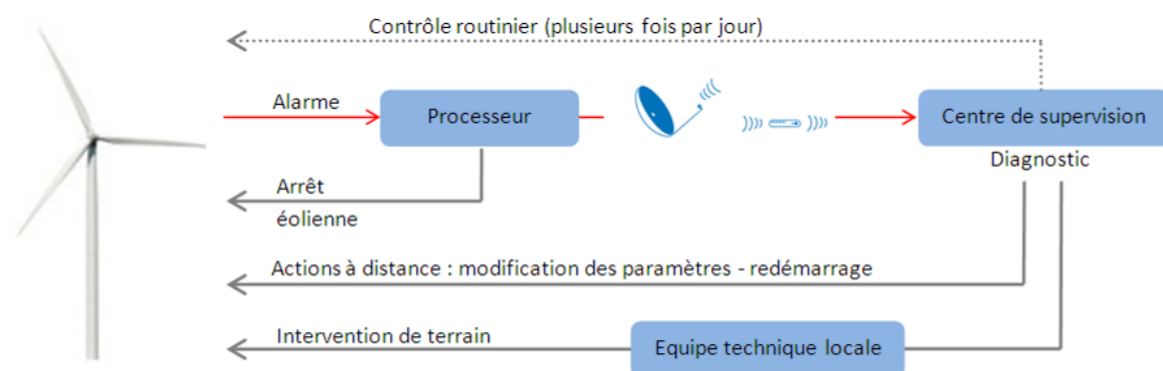 Contrôle routinier (plusieurs fois par jour)
Alarme
Processeur
Centre de supervision
Diagnostic
Arrêt
éolienne
Actions à distance : modification des paramètres - redémarrage
Intervention de terrain
Equipe technique locale